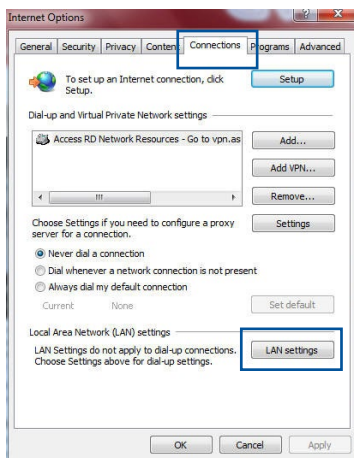 Internet Options
General Security Privacy Content Connections Programs Advanced
To set up an Internet connection, click
Setup.
Setup
Dial-up and Virtual Private Network settings
Access RD Network Resources - Go to vpn.as
Add...
Add VPN...
Remove...
Choose Settings if you need to configure a proxy
server for a connection.
Settings
Never dial a connection
Dial whenever a network connection is not present
Always dial my default connection
Current None
Set default
Local Area Network (LAN) settings
LAN Settings do not apply to dial-up connections.
Choose Settings above for dial-up settings.
LAN settings
OK Cancel Apply